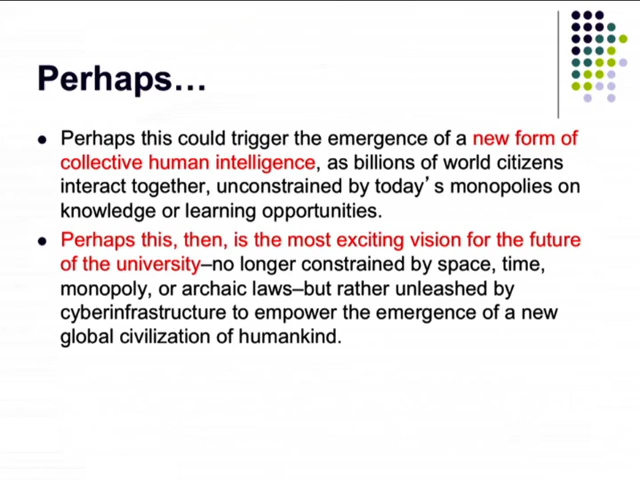 Perhaps…
Perhaps this could trigger the emergence of a new form of
collective human intelligence, as billions of world citizens
interact together, unconstrained by today’s monopolies on
knowledge or learning opportunities.
Perhaps this, then, is the most exciting vision for the future
of the university–no longer constrained by space, time,
monopoly, or archaic laws–but rather unleashed by
cyberinfrastructure to empower the emergence of a new
global civilization of humankind.